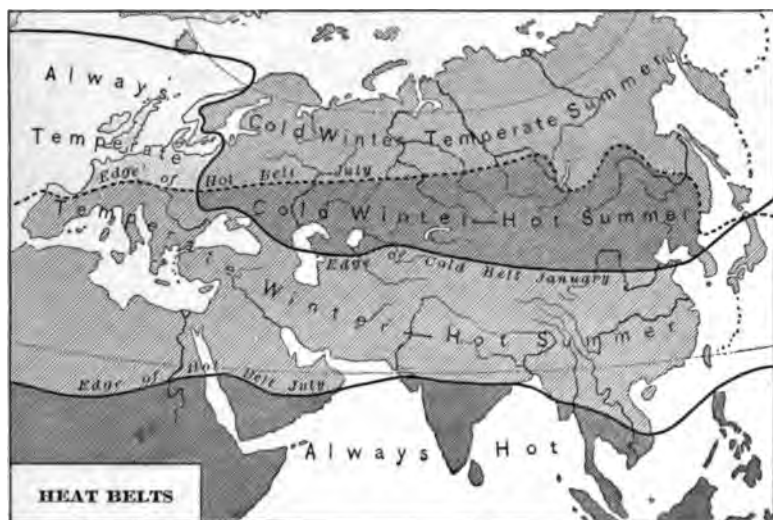 Always
Temperate
Cold Winter Temperate Summer
Edge of Hot Belt July
Cold Winter—Hot Summer
Temperate Winter—Hot Summer
Edge of Cold Belt January
Edge of Hot Belt July
Always Hot
HEAT BELTS